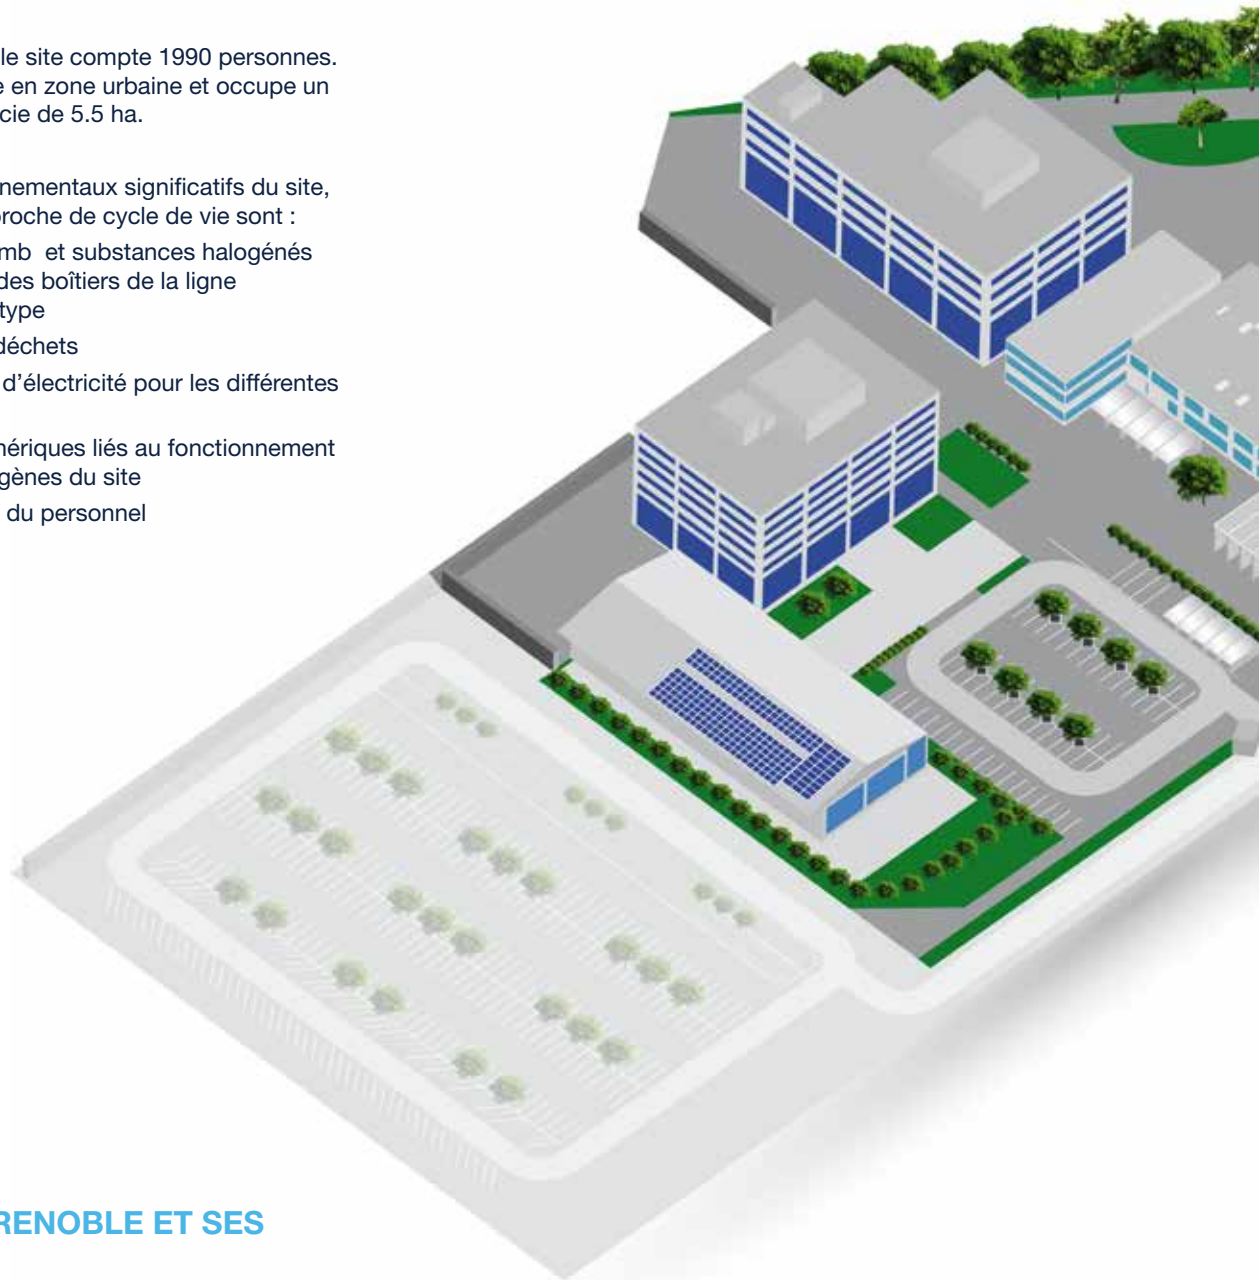 le site compte 1990 personnes.
en zone urbaine et occupe un
cie de 5.5 ha.
nementaux significatifs du site,
roche de cycle de vie sont :
mb et substances halogénés
des boîtiers de la ligne
type
déchets
d’électricité pour les différentes
hériques liés au fonctionnement
gènes du site
du personnel
RENOBLE ET SES